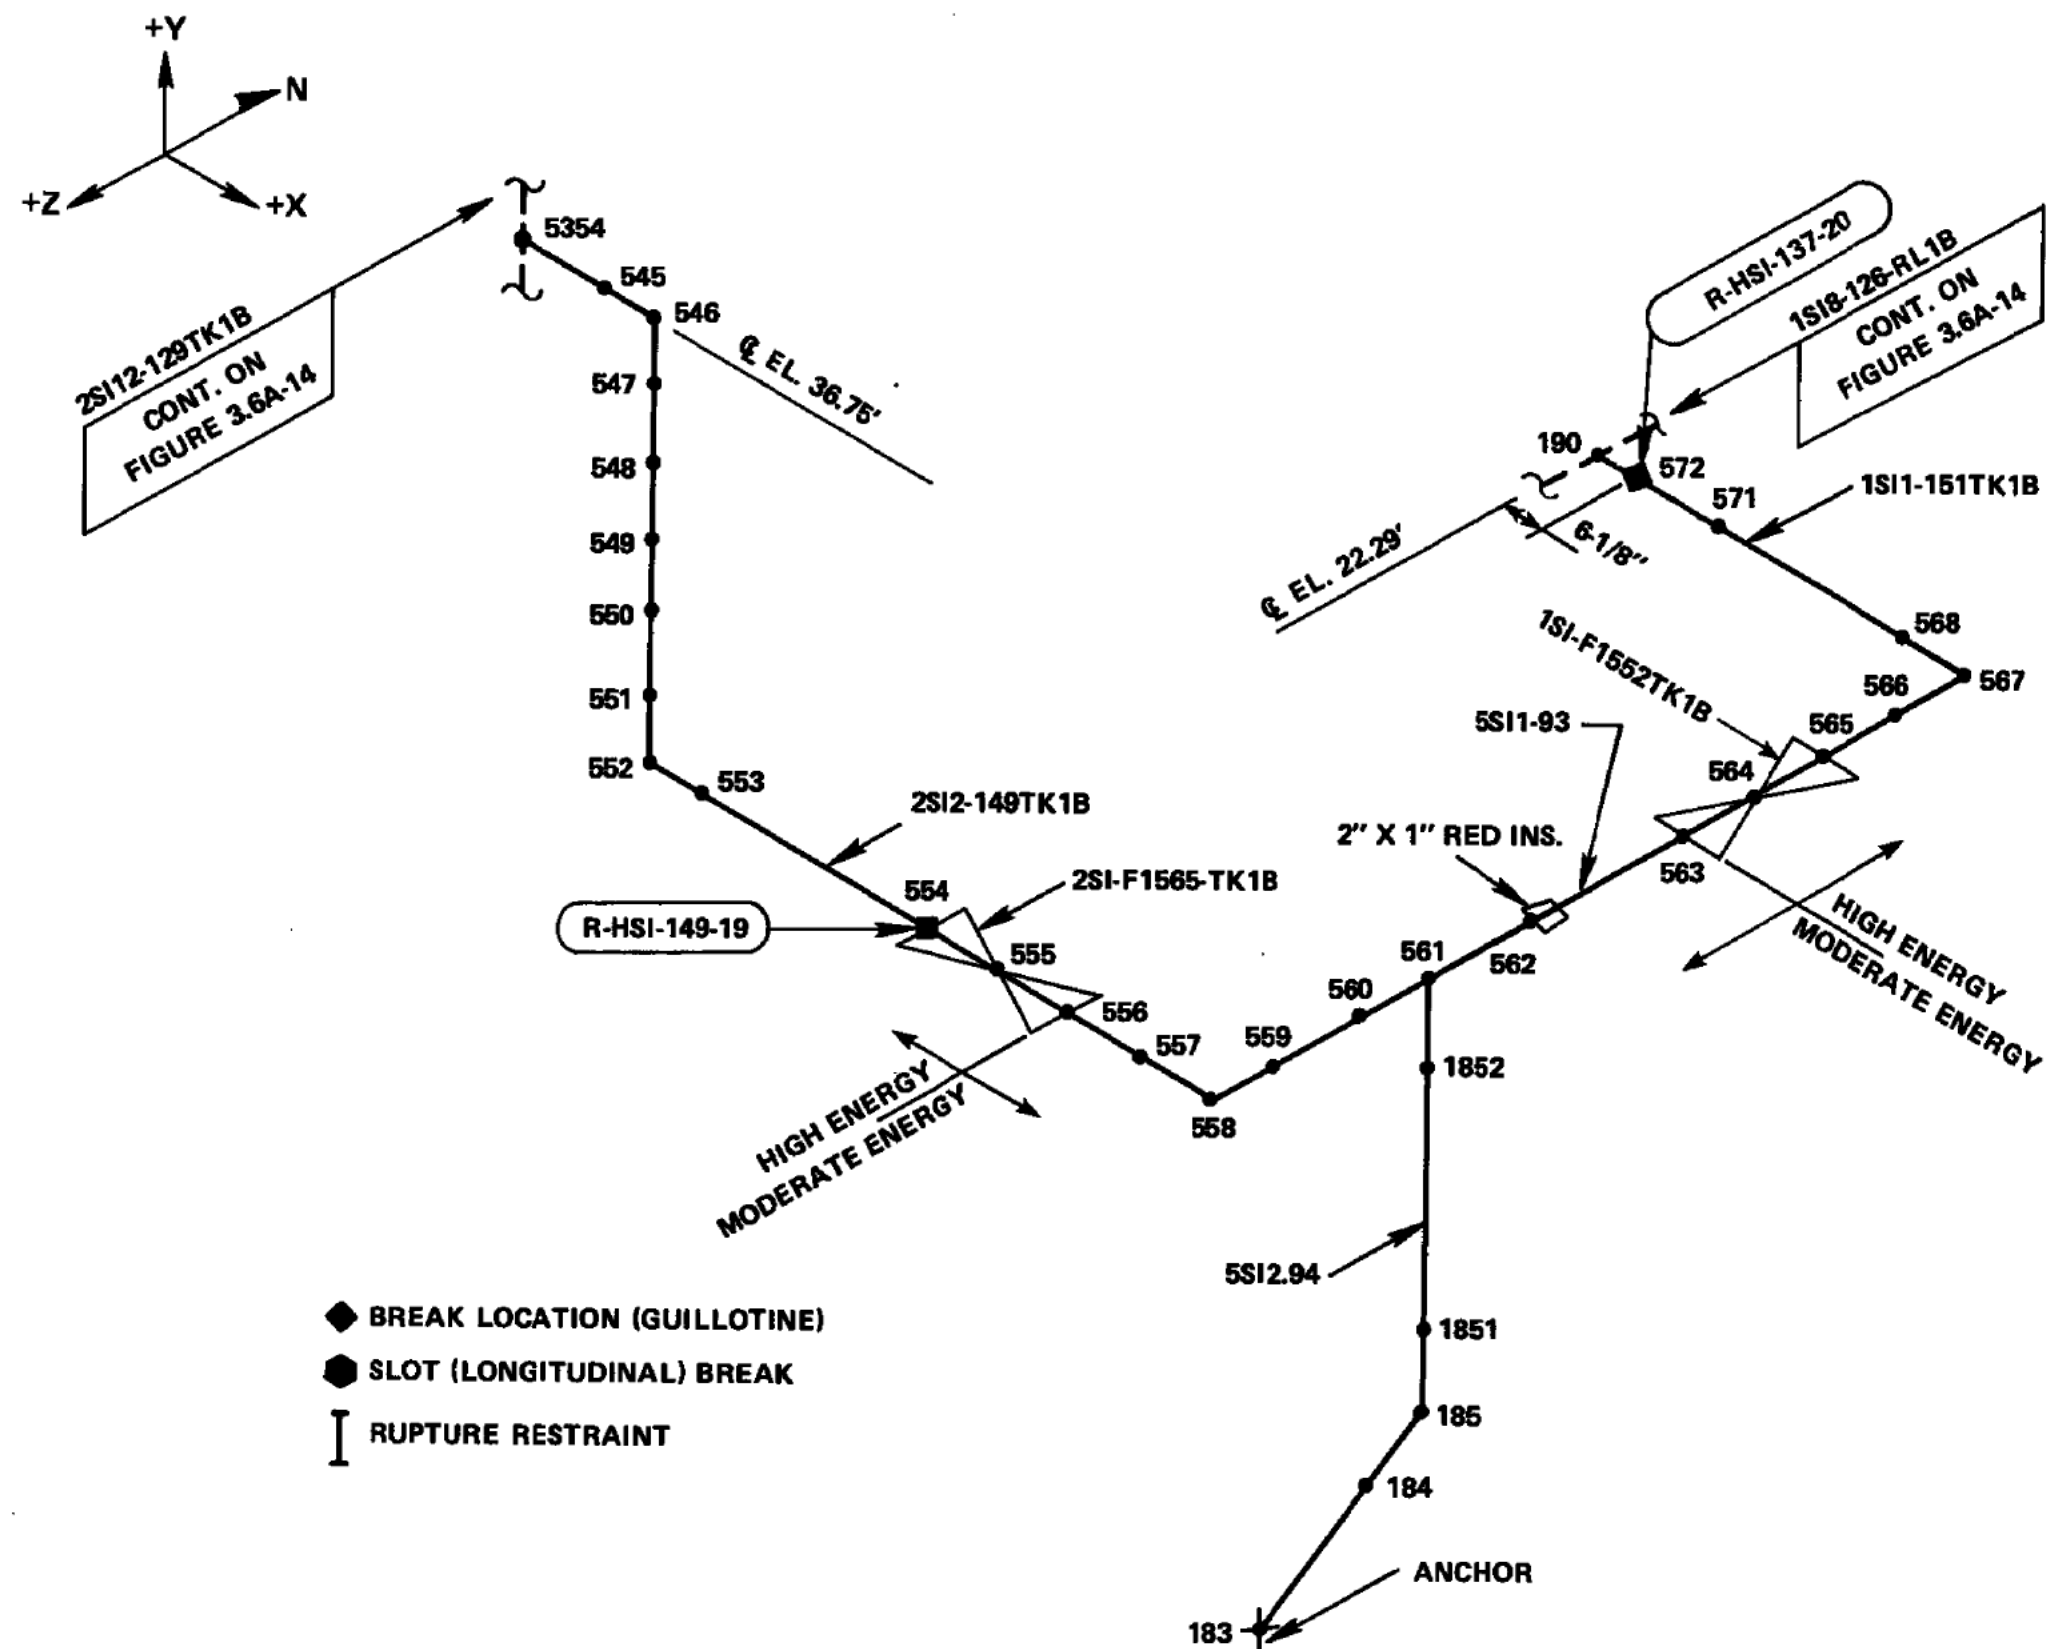 +Y
N
+Z
+X
5354
545
546
₵ EL. 36.75'
2SI12-129TK1B
CONT. ON
FIGURE 3.6A-14
547
548
549
550
551
552
553
2SI2-149TK1B
554
2SI-F1565-TK1B
R-HSI-149-19
555
556
557
558
559
560
561
562
HIGH ENERGY
MODERATE ENERGY
R-HSI-137-20
1SI8-126-RL1B
CONT. ON
FIGURE 3.6A-14
190
572
571
1SI1-151TK1B
6-1/8"
₵ EL. 22.29'
568
567
566
565
564
563
1SI-F1552TK1B
5SI1-93
2" X 1" RED INS.
HIGH ENERGY
MODERATE ENERGY
1852
5SI2.94
1851
185
184
ANCHOR
183
BREAK LOCATION (GUILLOTINE)
SLOT (LONGITUDINAL) BREAK
RUPTURE RESTRAINT